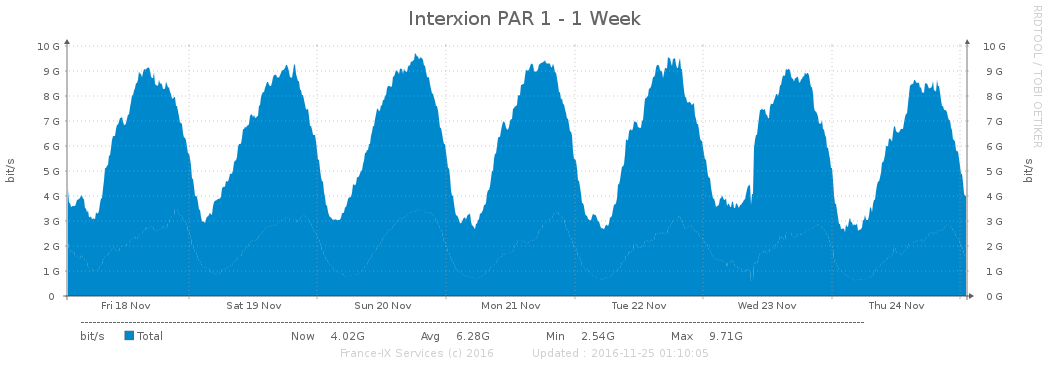 Interxion PAR 1 - 1 Week
RRDTOOL / TOBI OETIKER
bit/s
10 G 10 G
9 G 9 G
8 G 8 G
7 G 7 G
6 G 6 G
5 G 5 G
4 G 4 G
3 G 3 G
2 G 2 G
1 G 1 G
0 0 G
bit/s
Fri 18 Nov Sat 19 Nov Sun 20 Nov Mon 21 Nov Tue 22 Nov Wed 23 Nov Thu 24 Nov
bit/s Total Now 4.02G Avg 6.28G Min 2.54G Max 9.71G
France-IX Services (c) 2016 Updated : 2016-11-25 01:10:05